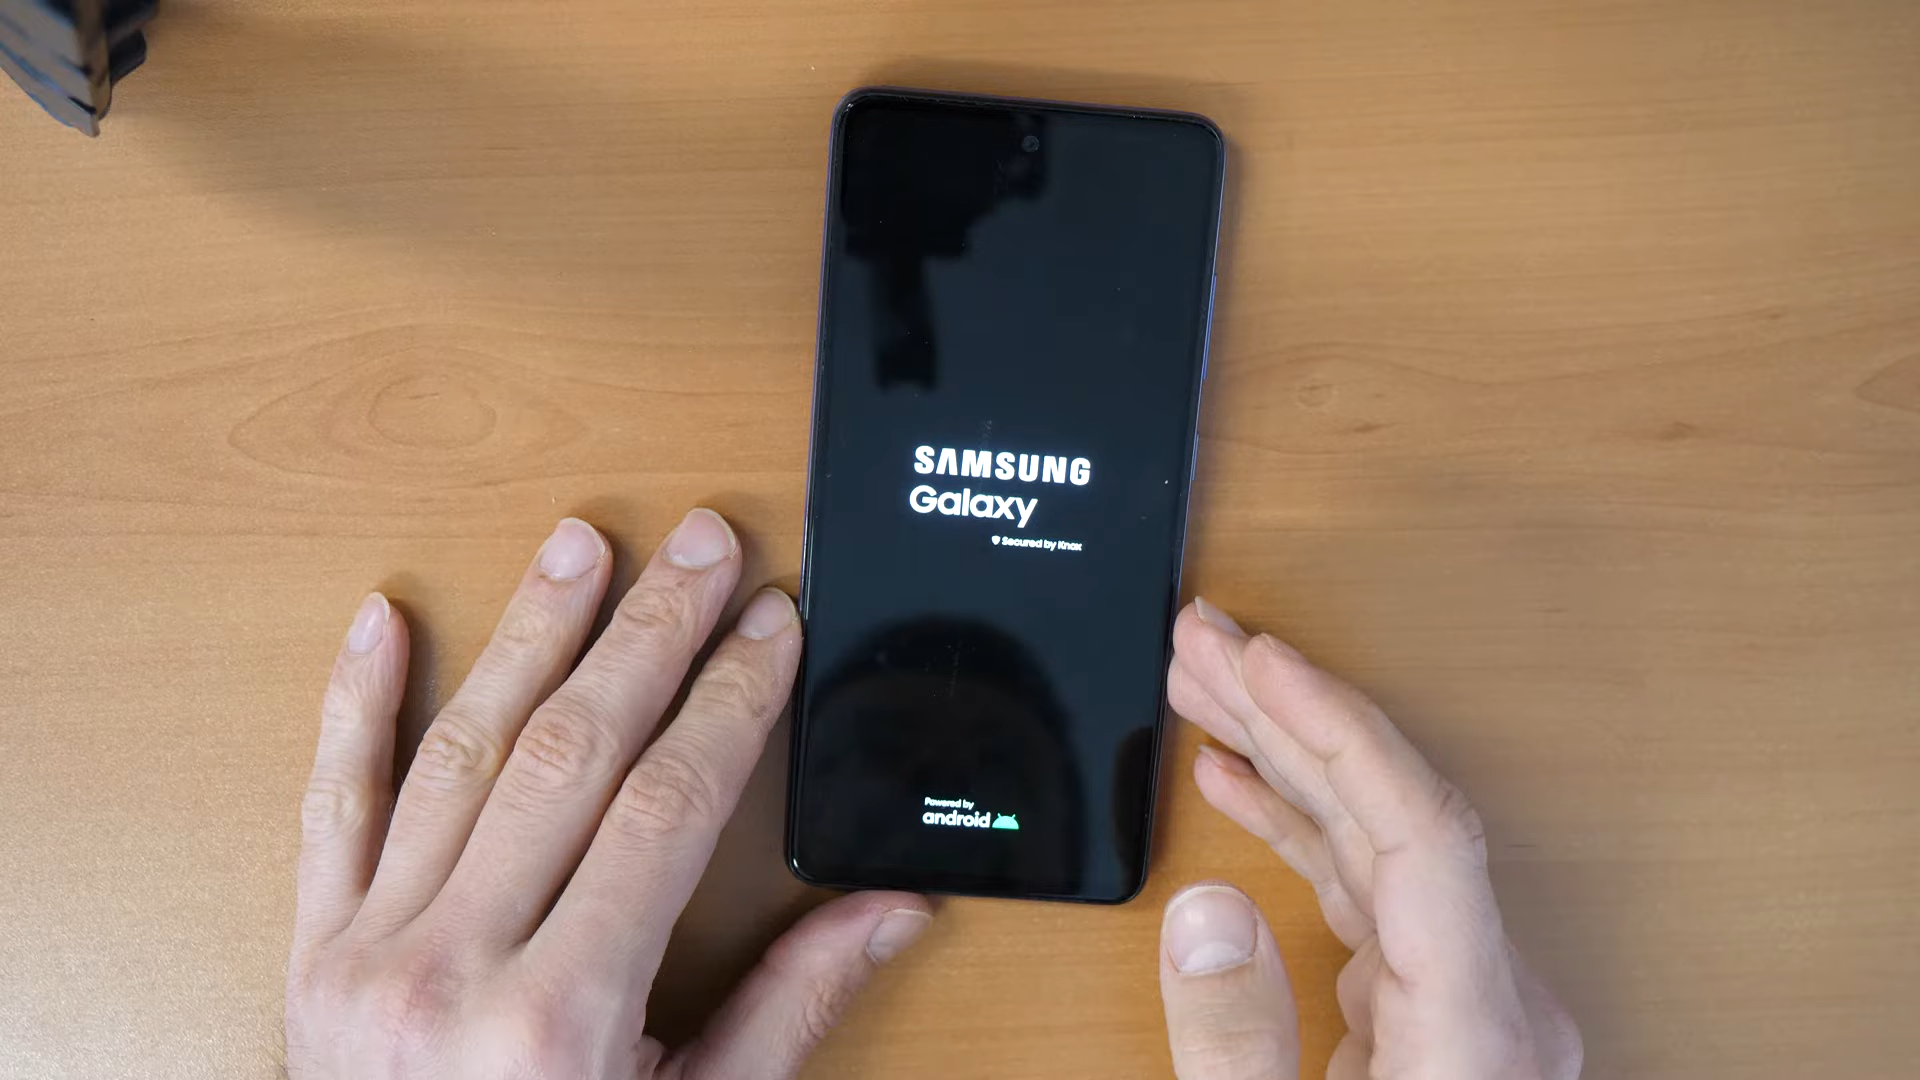 SAMSUNG
Galaxy
Secured by Knox
Powered by
android